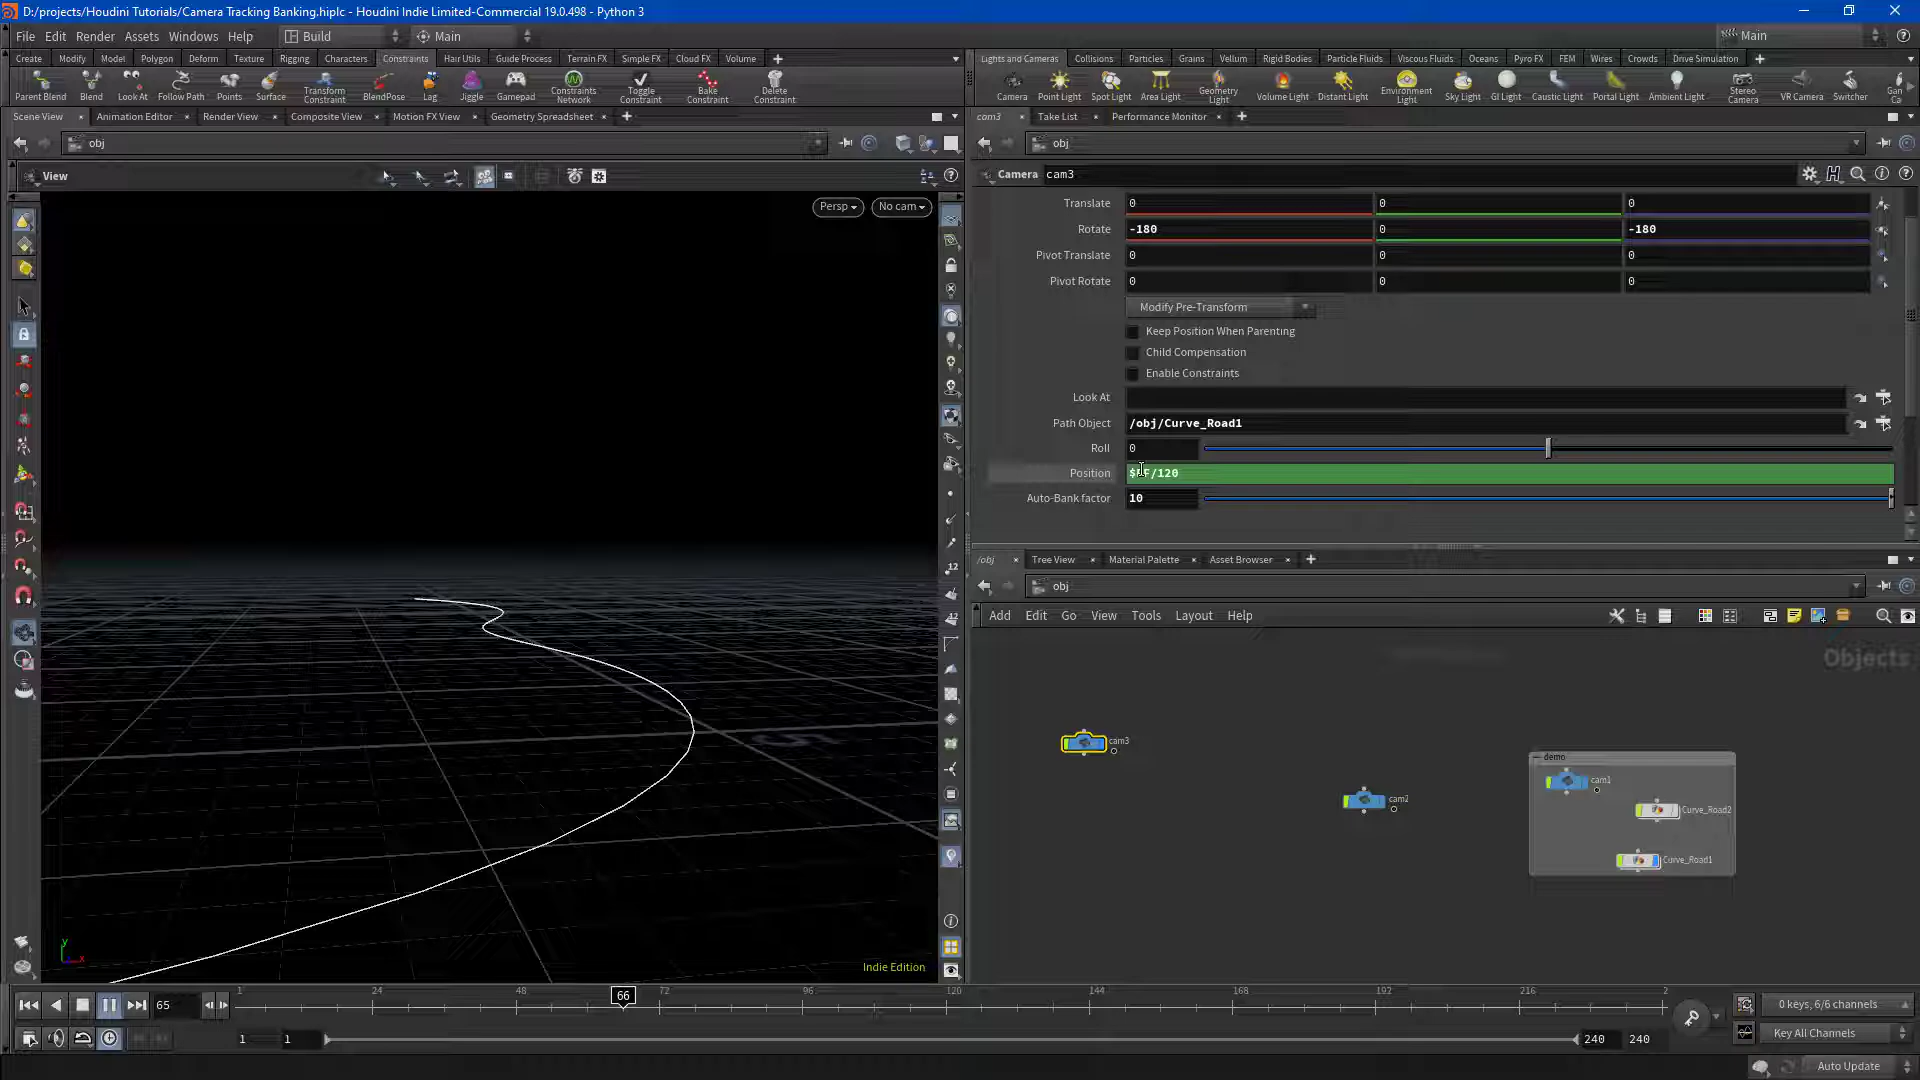 D:/projects/Houdini Tutorials/Camera Tracking Banking.hiplc - Houdini Indie Limited-Commercial 19.0.498 - Python 3
File Edit Render Assets Windows Help Build Main Main
Create Modify Model Polygon Deform Texture Rigging Characters Constraints Hair Utils Guide Process Terrain FX Simple FX Cloud FX Volume
Lights and Cameras Collisions Particles Grains Vellum Rigid Bodies Particle Fluids Viscous Fluids Oceans Pyro FX FEM Wires Crowds Drive Simulation
Parent Blend Blend Look At Follow Path Points Surface Transform Constraint BlendPose Lag Jiggle Gamepad Constraints Network Toggle Constraint Bake Constraint Delete Constraint
Camera Point Light Spot Light Area Light Geometry Light Volume Light Distant Light Environment Light Sky Light GI Light Caustic Light Portal Light Ambient Light Stereo Camera VR Camera Switcher
Scene View Animation Editor Render View Composite View Motion FX View Geometry Spreadsheet
cam3 Take List Performance Monitor
obj
obj
View
Camera cam3
Persp No cam
Translate 0 0 0
Rotate -180 0 -180
Pivot Translate 0 0 0
Pivot Rotate 0 0 0
Modify Pre-Transform
Keep Position When Parenting
Child Compensation
Enable Constraints
Look At
Path Object /obj/Curve_Road1
Roll 0
Position /120
Auto-Bank factor 10
/obj Tree View Material Palette Asset Browser
obj
Add Edit Go View Tools Layout Help
Objects
cam3
cam2
demo
cam1
Curve_Road2
Curve_Road1
Indie Edition
65
1 24 48 66 72 96 120 144 168 192 216 2
0 keys, 6/6 channels
1 1 240 240
Key All Channels
Auto Update